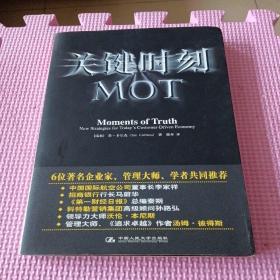 关键时刻
MOT
Moments of Truth
New Strategies for Today's Customer-Driven Economy
6位著名企业家、管理大师、学者共同推荐
中国国际航空公司董事长李家祥
招商银行行长马蔚华
《第一财经日报》总编秦朔
科特勒营销集团高级顾问孙路弘
领导力大师沃伦·本尼斯
管理大师、《追求卓越》作者汤姆·彼得斯
中国人民大学出版社